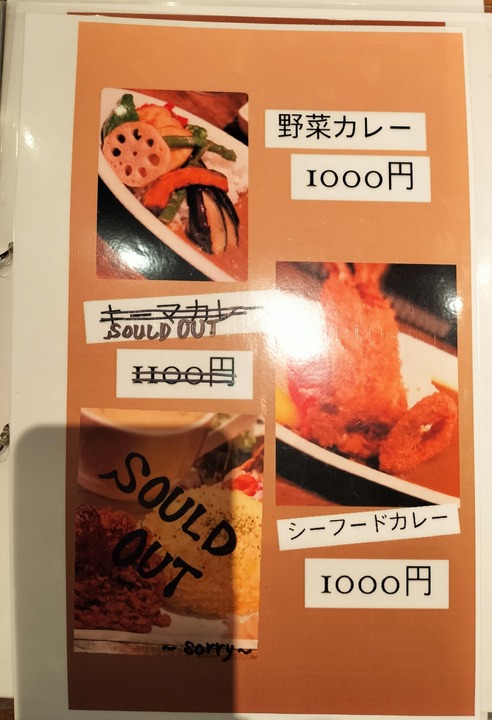 野菜カレー
1000円
キーマカレー
SOULD OUT
1100円
SOULD
OUT
~ sorry ~
シーフードカレー
1000円